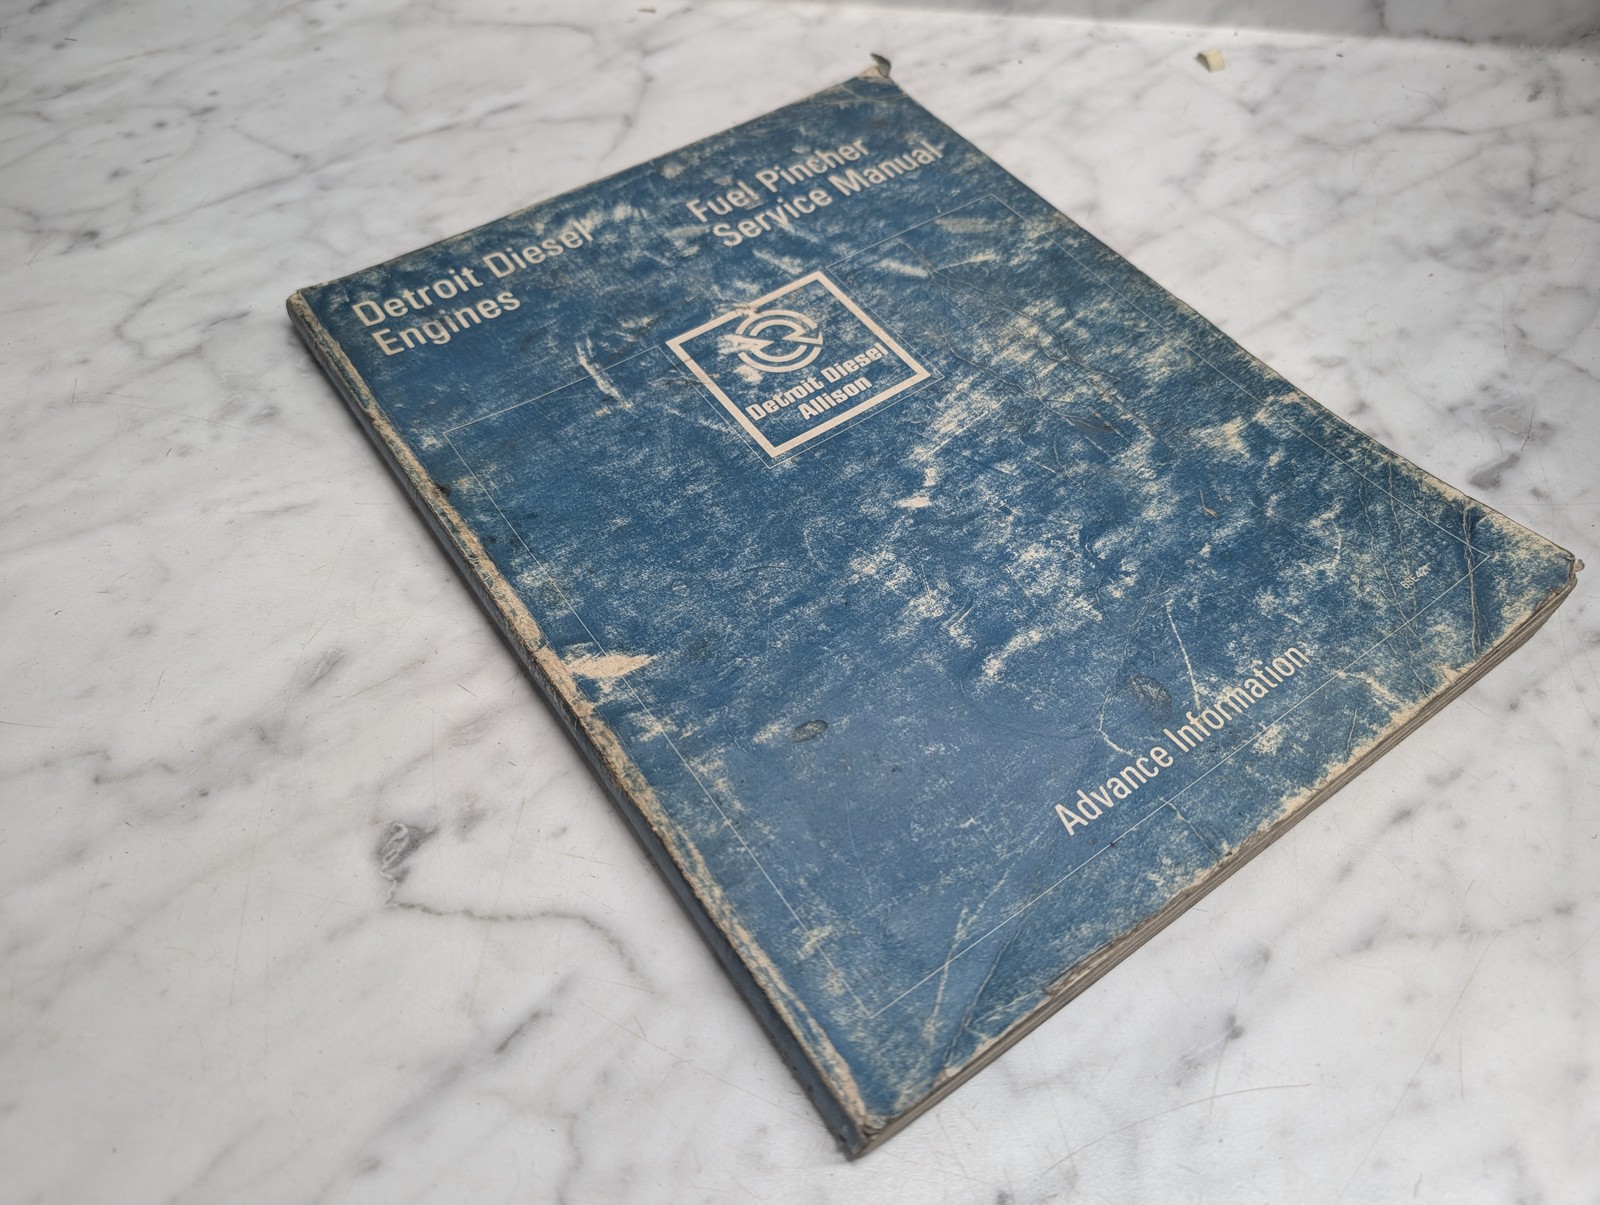 Detroit Diesel
Engines
Fuel Pincher
Service Manual
Detroit Diesel
Allison
Advance Information